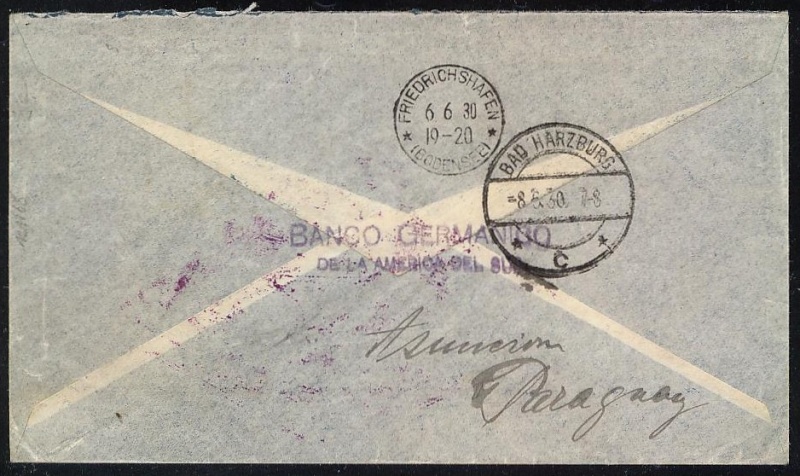 FRIEDRICHSHAFEN
6 6 30
19-20
(BODENSEE)
BAD HARZBURG
-8.6.30. 7-8
* C *
BANCO GERMANICO
DE LA AMERICA DEL SUR
Asuncion
Paraguay